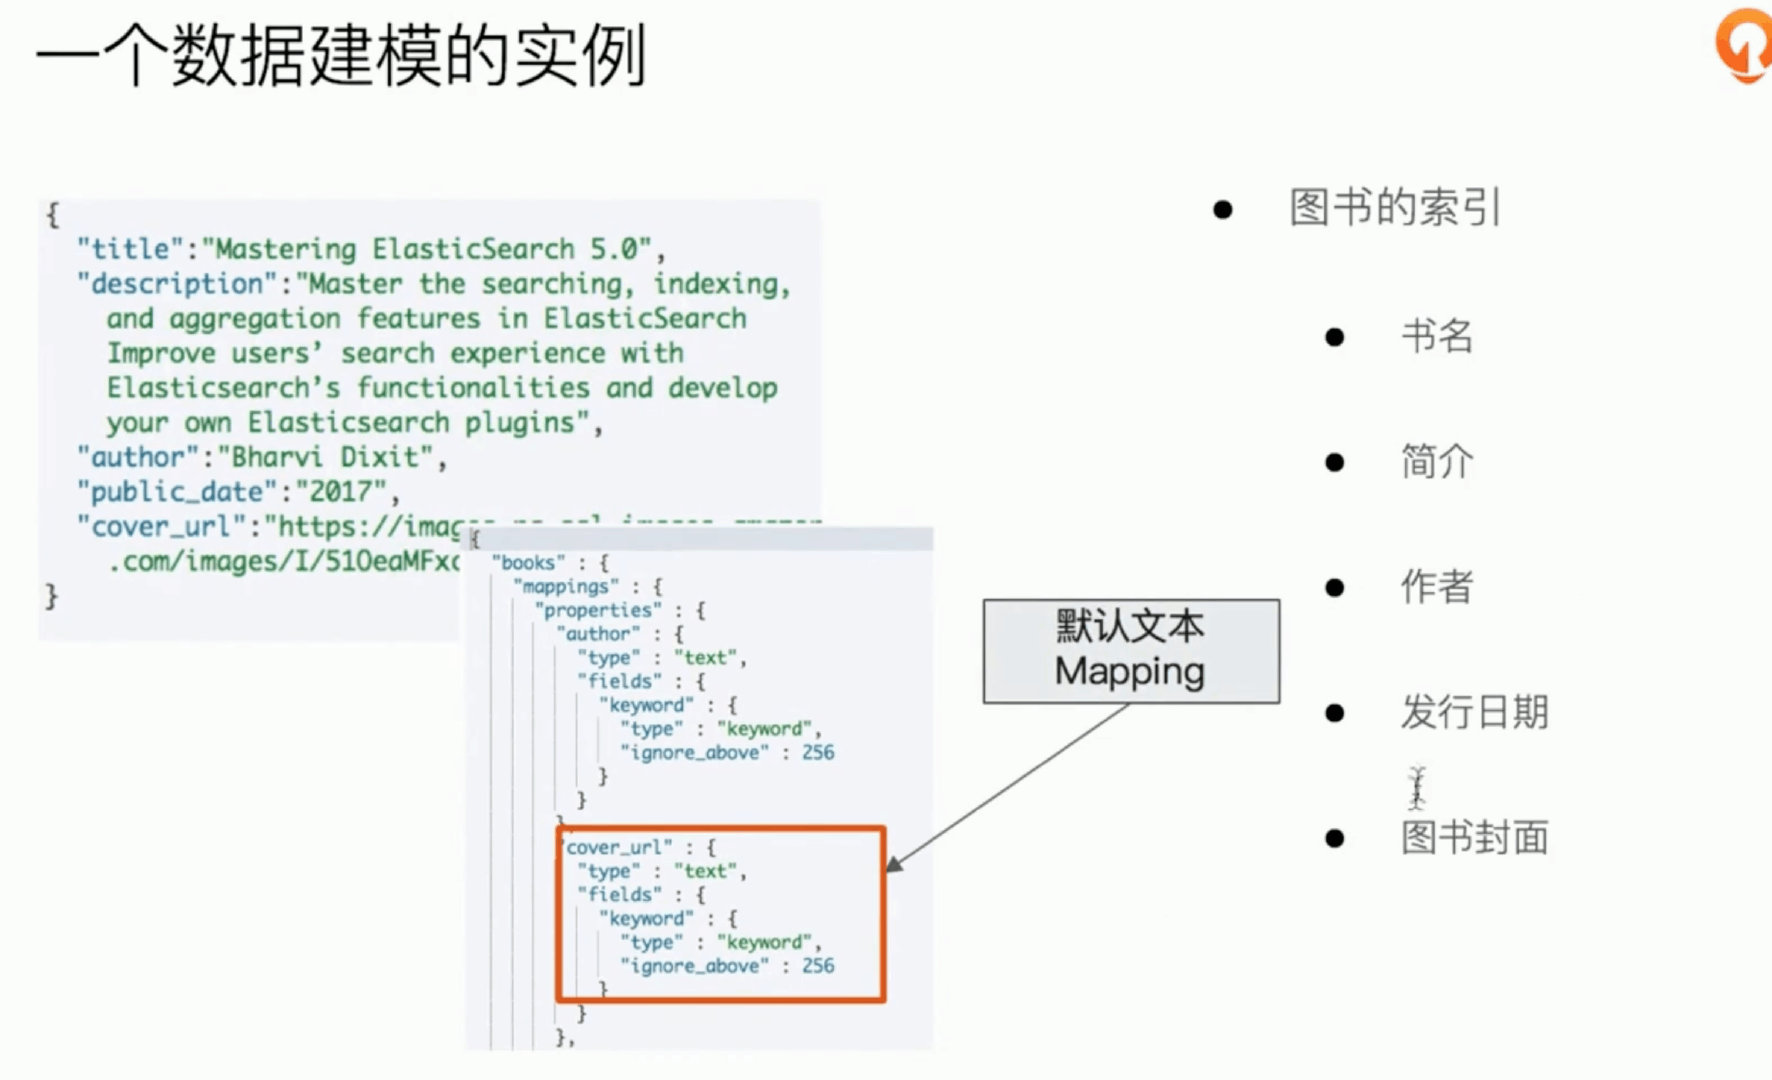 一个数据建模的实例
{
"title":"Mastering ElasticSearch 5.0",
"description":"Master the searching, indexing,
and aggregation features in ElasticSearch
Improve users’ search experience with
Elasticsearch’s functionalities and develop
your own Elasticsearch plugins",
"author":"Bharvi Dixit",
"public_date":"2017",
"cover_url":"https://imag
.com/images/I/51OeaMFxc
}
{
"books" : {
"mappings" : {
"properties" : {
"author" : {
"type" : "text",
"fields" : {
"keyword" : {
"type" : "keyword",
"ignore_above" : 256
}
}
}
"cover_url" : {
"type" : "text",
"fields" : {
"keyword" : {
"type" : "keyword",
"ignore_above" : 256
}
}
},
默认文本
Mapping
图书的索引
书名
简介
作者
发行日期
图书封面